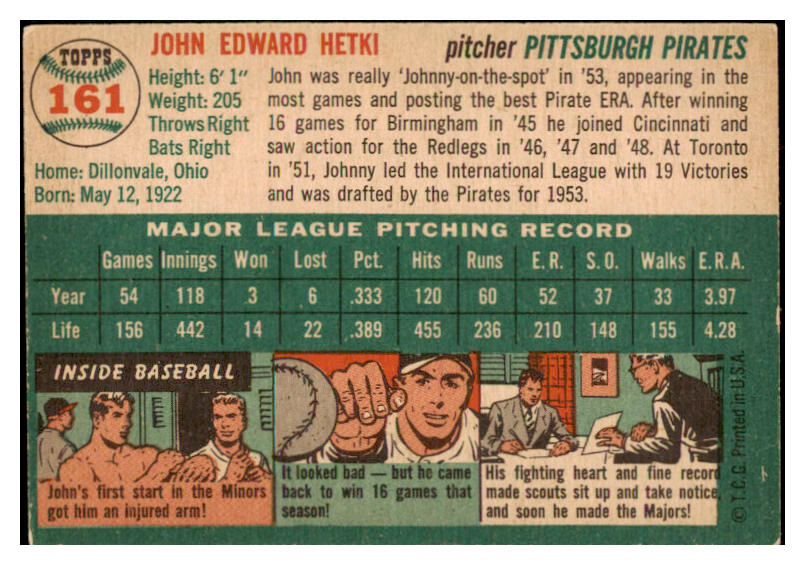 TOPPS
161
JOHN EDWARD HETKI
pitcher PITTSBURGH PIRATES
Height: 6' 1"
Weight: 205
Throws Right
Bats Right
Home: Dillonvale, Ohio
Born: May 12, 1922
John was really 'Johnny-on-the-spot' in '53, appearing in the
most games and posting the best Pirate ERA. After winning
16 games for Birmingham in '45 he joined Cincinnati and
saw action for the Redlegs in '46, '47 and '48. At Toronto
in '51, Johnny led the International League with 19 Victories
and was drafted by the Pirates for 1953.
MAJOR LEAGUE PITCHING RECORD
Games Innings Won Lost Pct. Hits Runs E.R. S.O. Walks E.R.A.
Year 54 118 3 6 .333 120 60 52 37 33 3.97
Life 156 442 14 22 .389 455 236 210 148 155 4.28
INSIDE BASEBALL
John's first start in the Minors
got him an injured arm!
It looked bad — but he came
back to win 16 games that
season!
His fighting heart and fine record
made scouts sit up and take notice,
and soon he made the Majors!
© T.C.G. Printed in U.S.A.